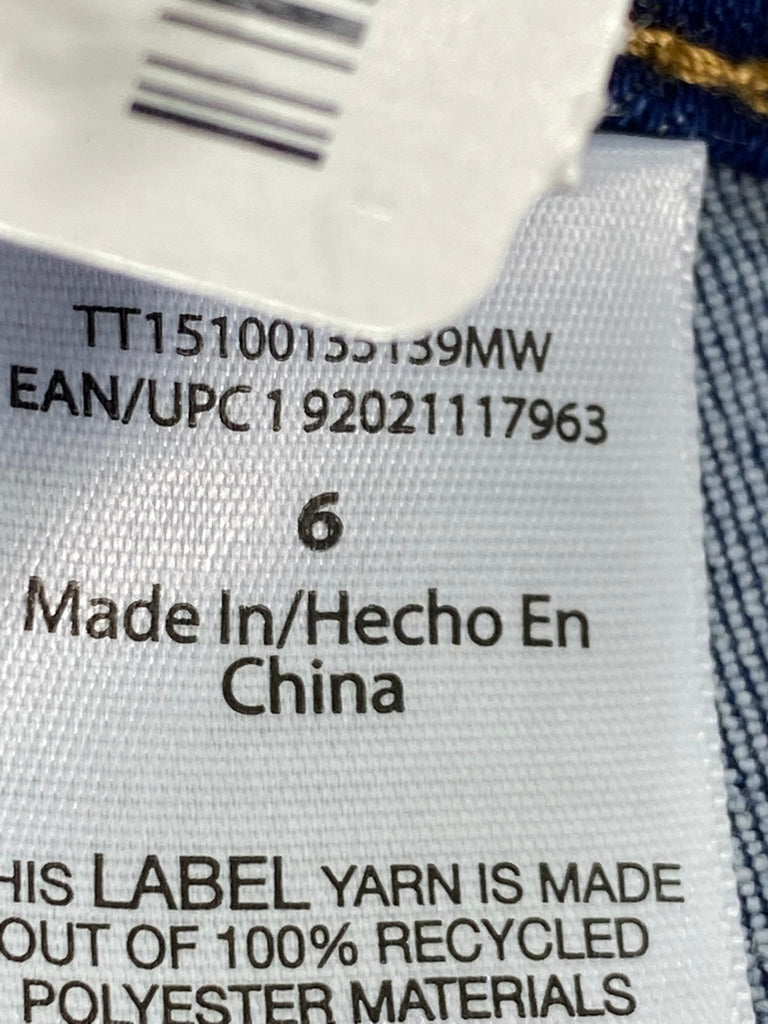 EAN/UPC 1 92021117963
6
Made In/Hecho En
China
HIS LABEL YARN IS MADE
OUT OF 100% RECYCLED
POLYESTER MATERIALS